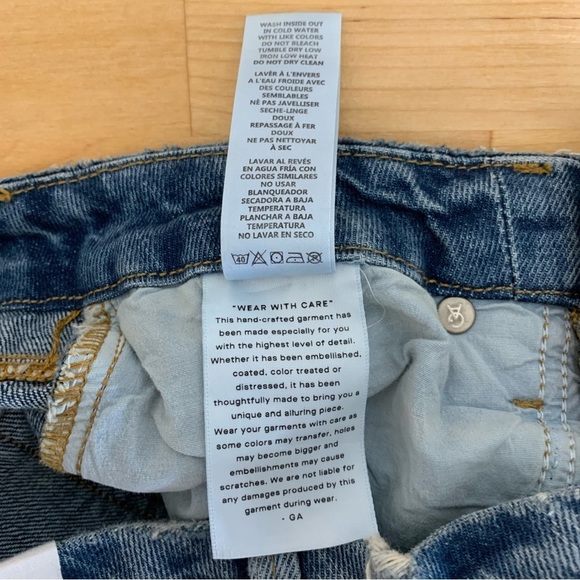 WASH INSIDE OUT
IN COLD WATER
WITH LIKE COLORS
DO NOT BLEACH
TUMBLE DRY LOW
IRON LOW HEAT
DO NOT DRY CLEAN
LAVÉR À L'ENVERS
A L'EAU FROIDE AVEC
DES COULEURS
SEMBLABLES
NÉ PAS JAVELLISER
SECHE-LINGE
DOUX
REPASSAGE À FER
DOUX
NE PAS NETTOYER
À SEC
LAVAR AL REVÉS
EN AGUA FRÍA CON
COLORES SIMILARES
NO USAR
BLANQUEADOR
SECADORA A BAJA
TEMPERATURA
PLANCHAR A BAJA
TEMPERATURA
NO LAVAR EN SECO
40
"WEAR WITH CARE"
This hand-crafted garment has
been made especially for you
with the highest level of detail.
Whether it has been embellished,
coated, color treated or
distressed, it has been
thoughtfully made to bring you a
unique and alluring piece.
Wear your garments with care as
some colors may transfer, holes
may become bigger and
embellishments may cause
scratches. We are not liable for
any damages produced by this
garment during wear.
- GA